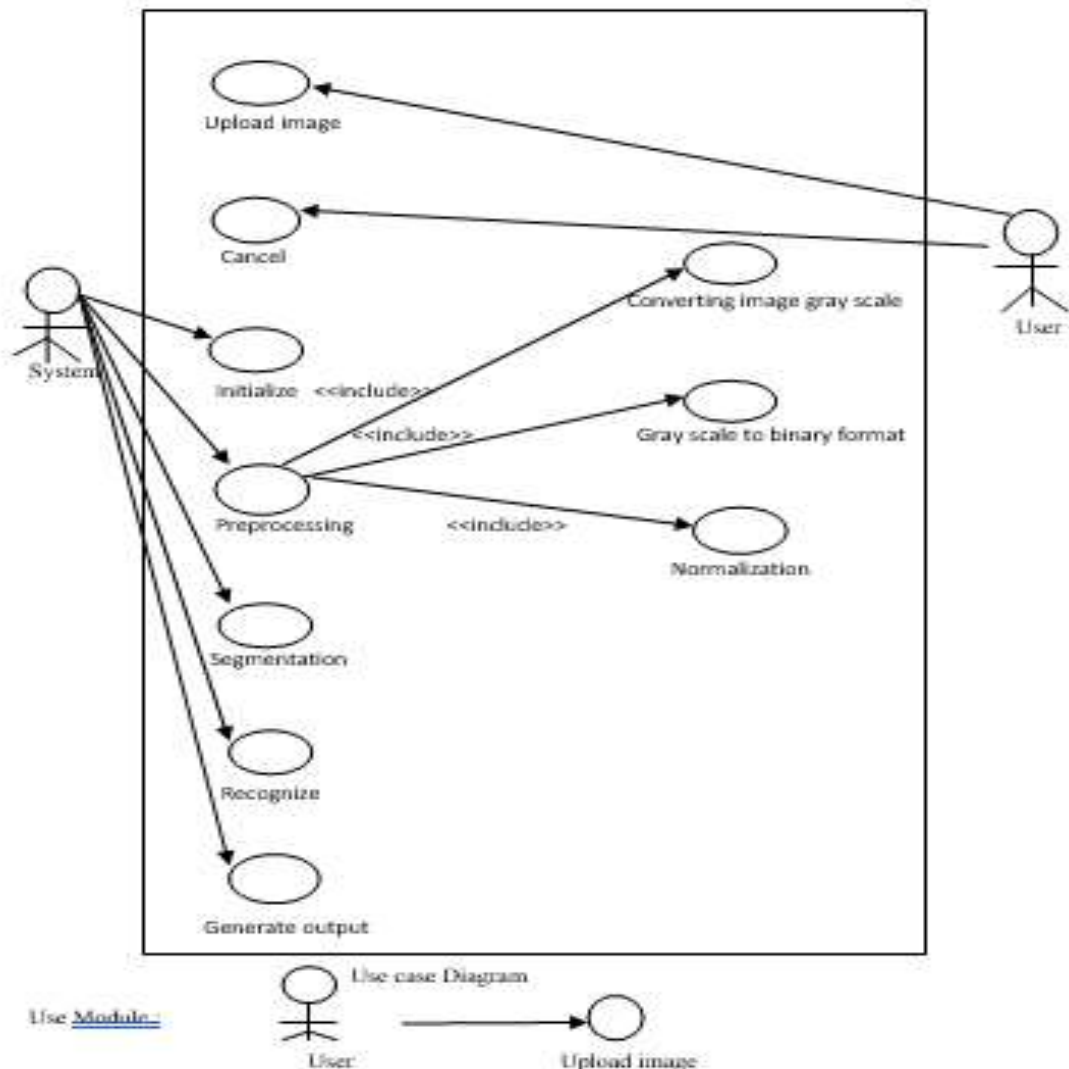 Upload image
Cancel
Converting image gray scale
User
System
Initialize <<include>>
<<include>>
Gray scale to binary format
Preprocessing
<<include>>
Normalization
Segmentation
Recognize
Generate output
Use case Diagram
Use Module :
User
Upload image